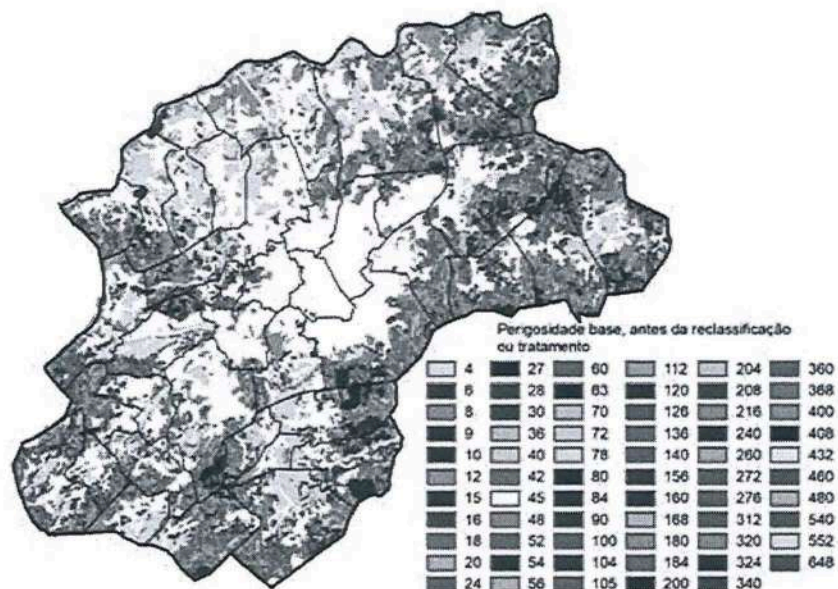 Perigosidade base, antes da reclassificação
ou tratamento
4 27 60 112 204 360
6 28 63 120 208 368
8 30 70 126 216 400
9 36 72 136 240 408
10 40 78 140 260 432
12 42 80 156 272 460
15 45 84 160 276 480
16 48 90 168 312 540
18 52 100 180 320 552
20 54 104 184 324 648
24 56 105 200 340